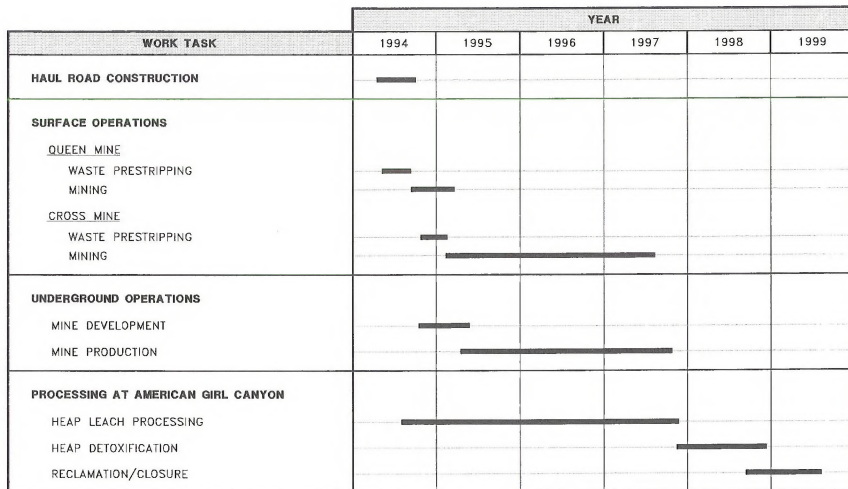 YEAR
WORK TASK 1994 1995 1996 1997 1998 1999
HAUL ROAD CONSTRUCTION
SURFACE OPERATIONS
QUEEN MINE
WASTE PRESTRIPPING
MINING
CROSS MINE
WASTE PRESTRIPPING
MINING
UNDERGROUND OPERATIONS
MINE DEVELOPMENT
MINE PRODUCTION
PROCESSING AT AMERICAN GIRL CANYON
HEAP LEACH PROCESSING
HEAP DETOXIFICATION
RECLAMATION/CLOSURE